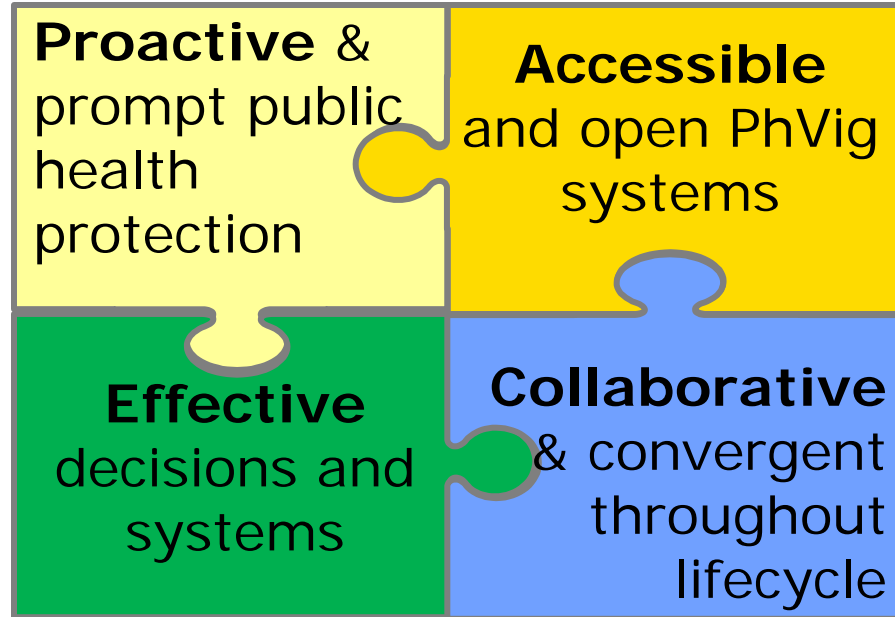 Proactive &
prompt public
health
protection
Accessible
and open PhVig
systems
Effective
decisions and
systems
Collaborative
& convergent
throughout
lifecycle